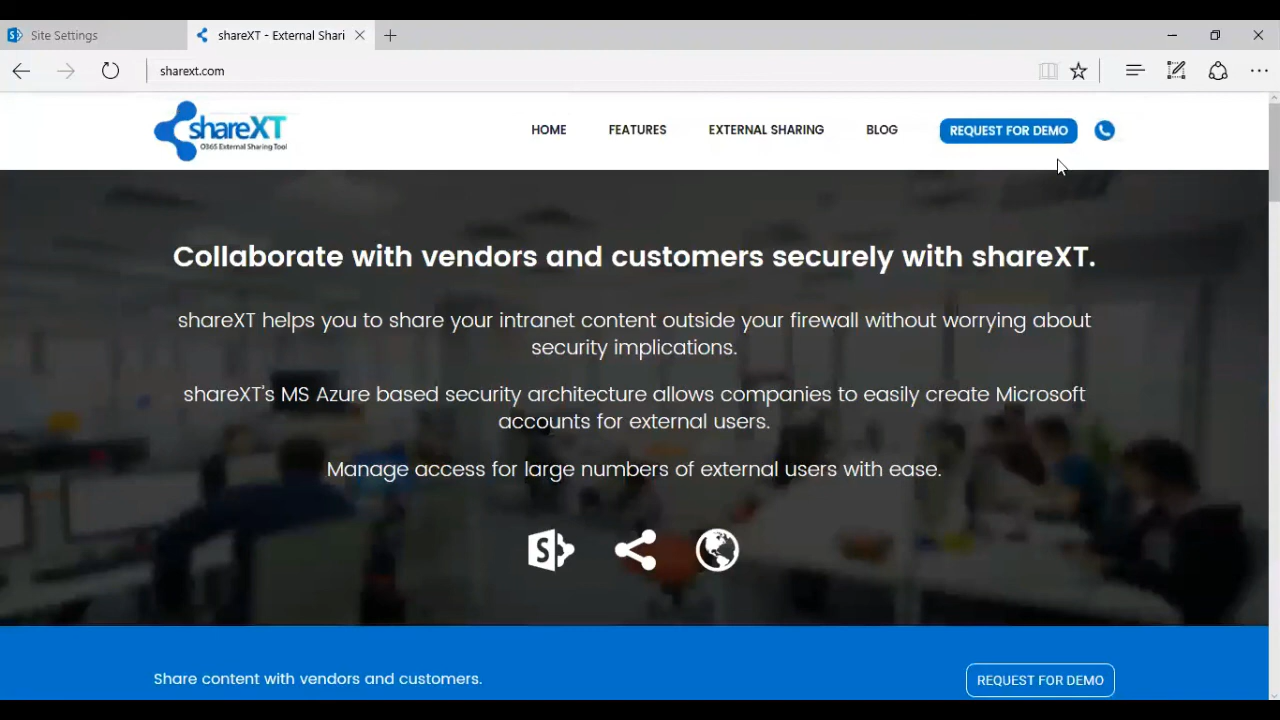 Site Settings
shareXT - External Shari
sharext.com
shareXT
O365 External Sharing Tool
HOME
FEATURES
EXTERNAL SHARING
BLOG
REQUEST FOR DEMO
Collaborate with vendors and customers securely with shareXT.
shareXT helps you to share your intranet content outside your firewall without worrying about
security implications.
shareXT's MS Azure based security architecture allows companies to easily create Microsoft
accounts for external users.
Manage access for large numbers of external users with ease.
S
Share content with vendors and customers.
REQUEST FOR DEMO